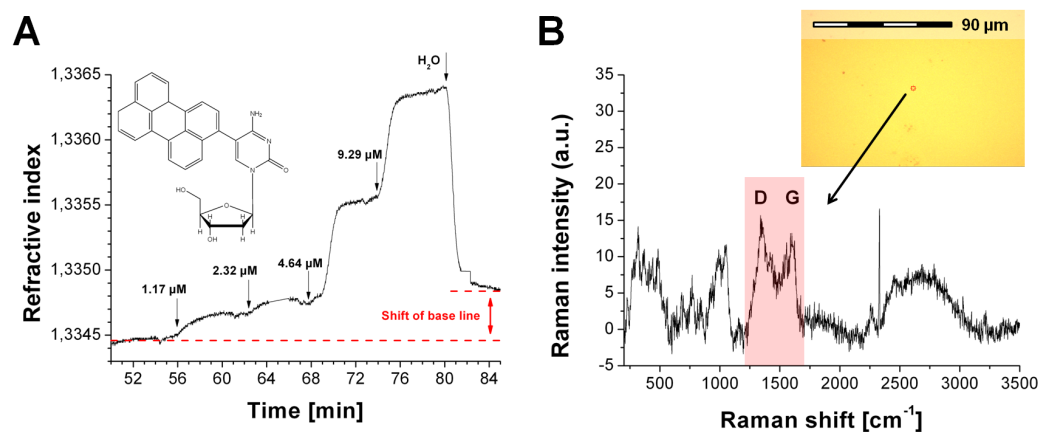 A
1,3365
1,3360
1,3355
1,3350
1,3345
Refractive index
52
56
60
64
68
72
76
80
84
Time [min]
1.17 µM
2.32 µM
4.64 µM
9.29 µM
H₂O
Shift of base line
NH₂
N
O
N
HO
O
H
H
H
H
OH
B
90 µm
35
30
25
20
15
10
5
0
-5
Raman intensity (a.u.)
D G
500
1000
1500
2000
2500
3000
3500
Raman shift [cm⁻¹]